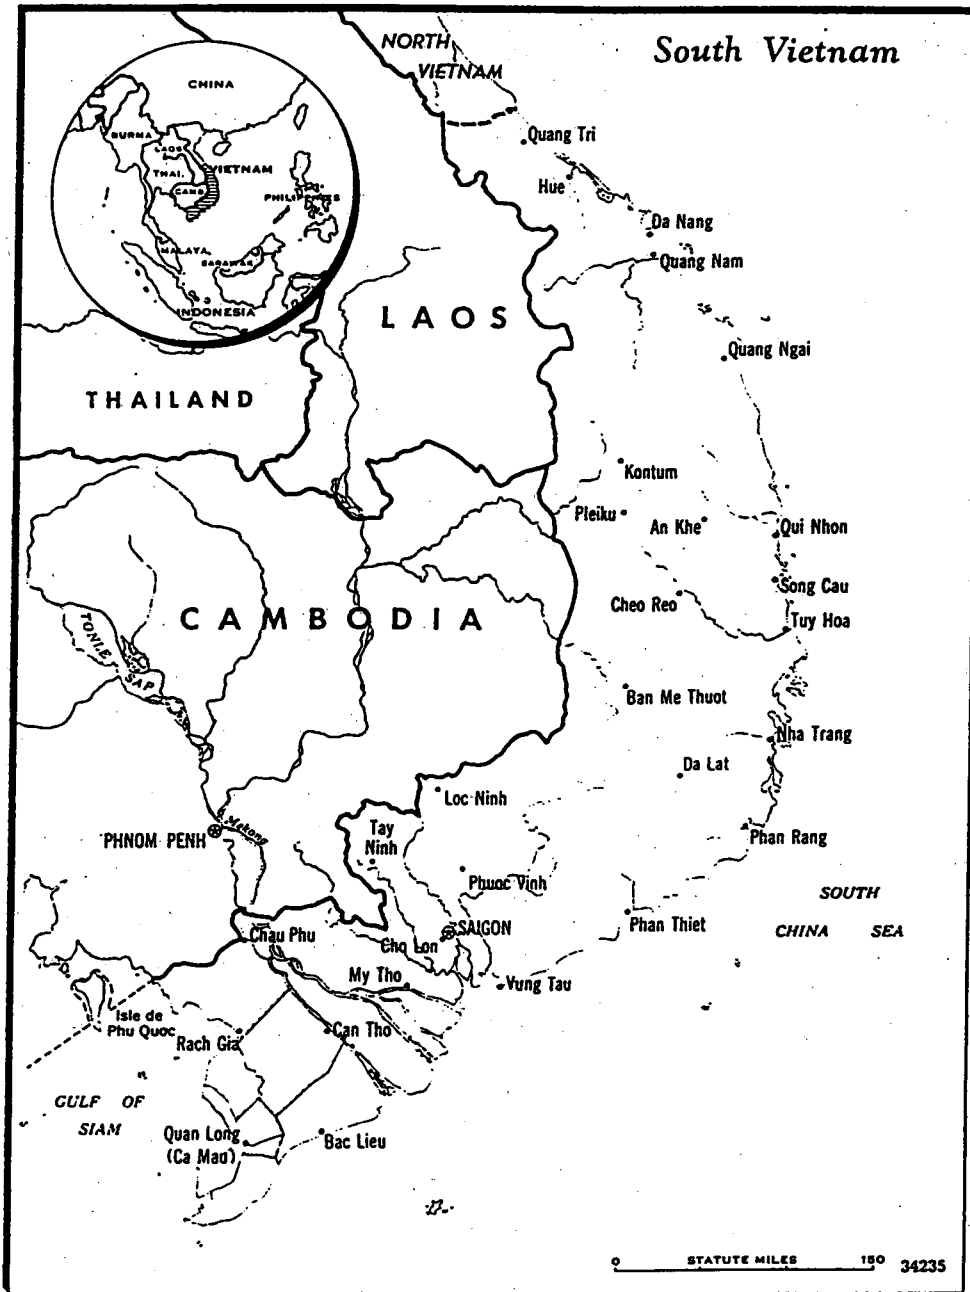 South Vietnam
NORTH
VIETNAM
CHINA
BURMA
LAOS
VIETNAM
THAI.
CAMB
PHILIPPINES
MALAYA
SARAWAK
INDONESIA
Quang Tri
Hue
Da Nang
Quang Nam
LAOS
Quang Ngai
THAILAND
Kontum
Pleiku
An Khe
Qui Nhon
Song Cau
Cheo Reo
Tuy Hoa
CAMBODIA
TONLE
SAP
Ban Me Thuot
Nha Trang
Da Lat
Loc Ninh
Mekong
PHNOM PENH
Tay
Ninh
Phan Rang
Phuoc Vinh
SOUTH
CHINA SEA
Phan Thiet
SAIGON
Cho Lon
Chau Phu
My Tho
Vung Tau
Isle de
Phu Quoc
Can Tho
Rach Gia
GULF OF
SIAM
Quan Long
(Ca Mau)
Bac Lieu
0 STATUTE MILES 150
34235